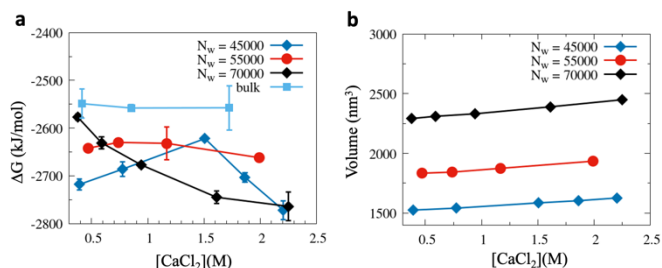 a
-2400
-2500
-2600
-2700
-2800
ΔG (kJ/mol)
N_w = 45000
N_w = 55000
N_w = 70000
bulk
0.5 1 1.5 2 2.5
[CaCl₂](M)
b
3000
2500
2000
1500
Volume (nm³)
N_w = 45000
N_w = 55000
N_w = 70000
0.5 1 1.5 2 2.5
[CaCl₂](M)